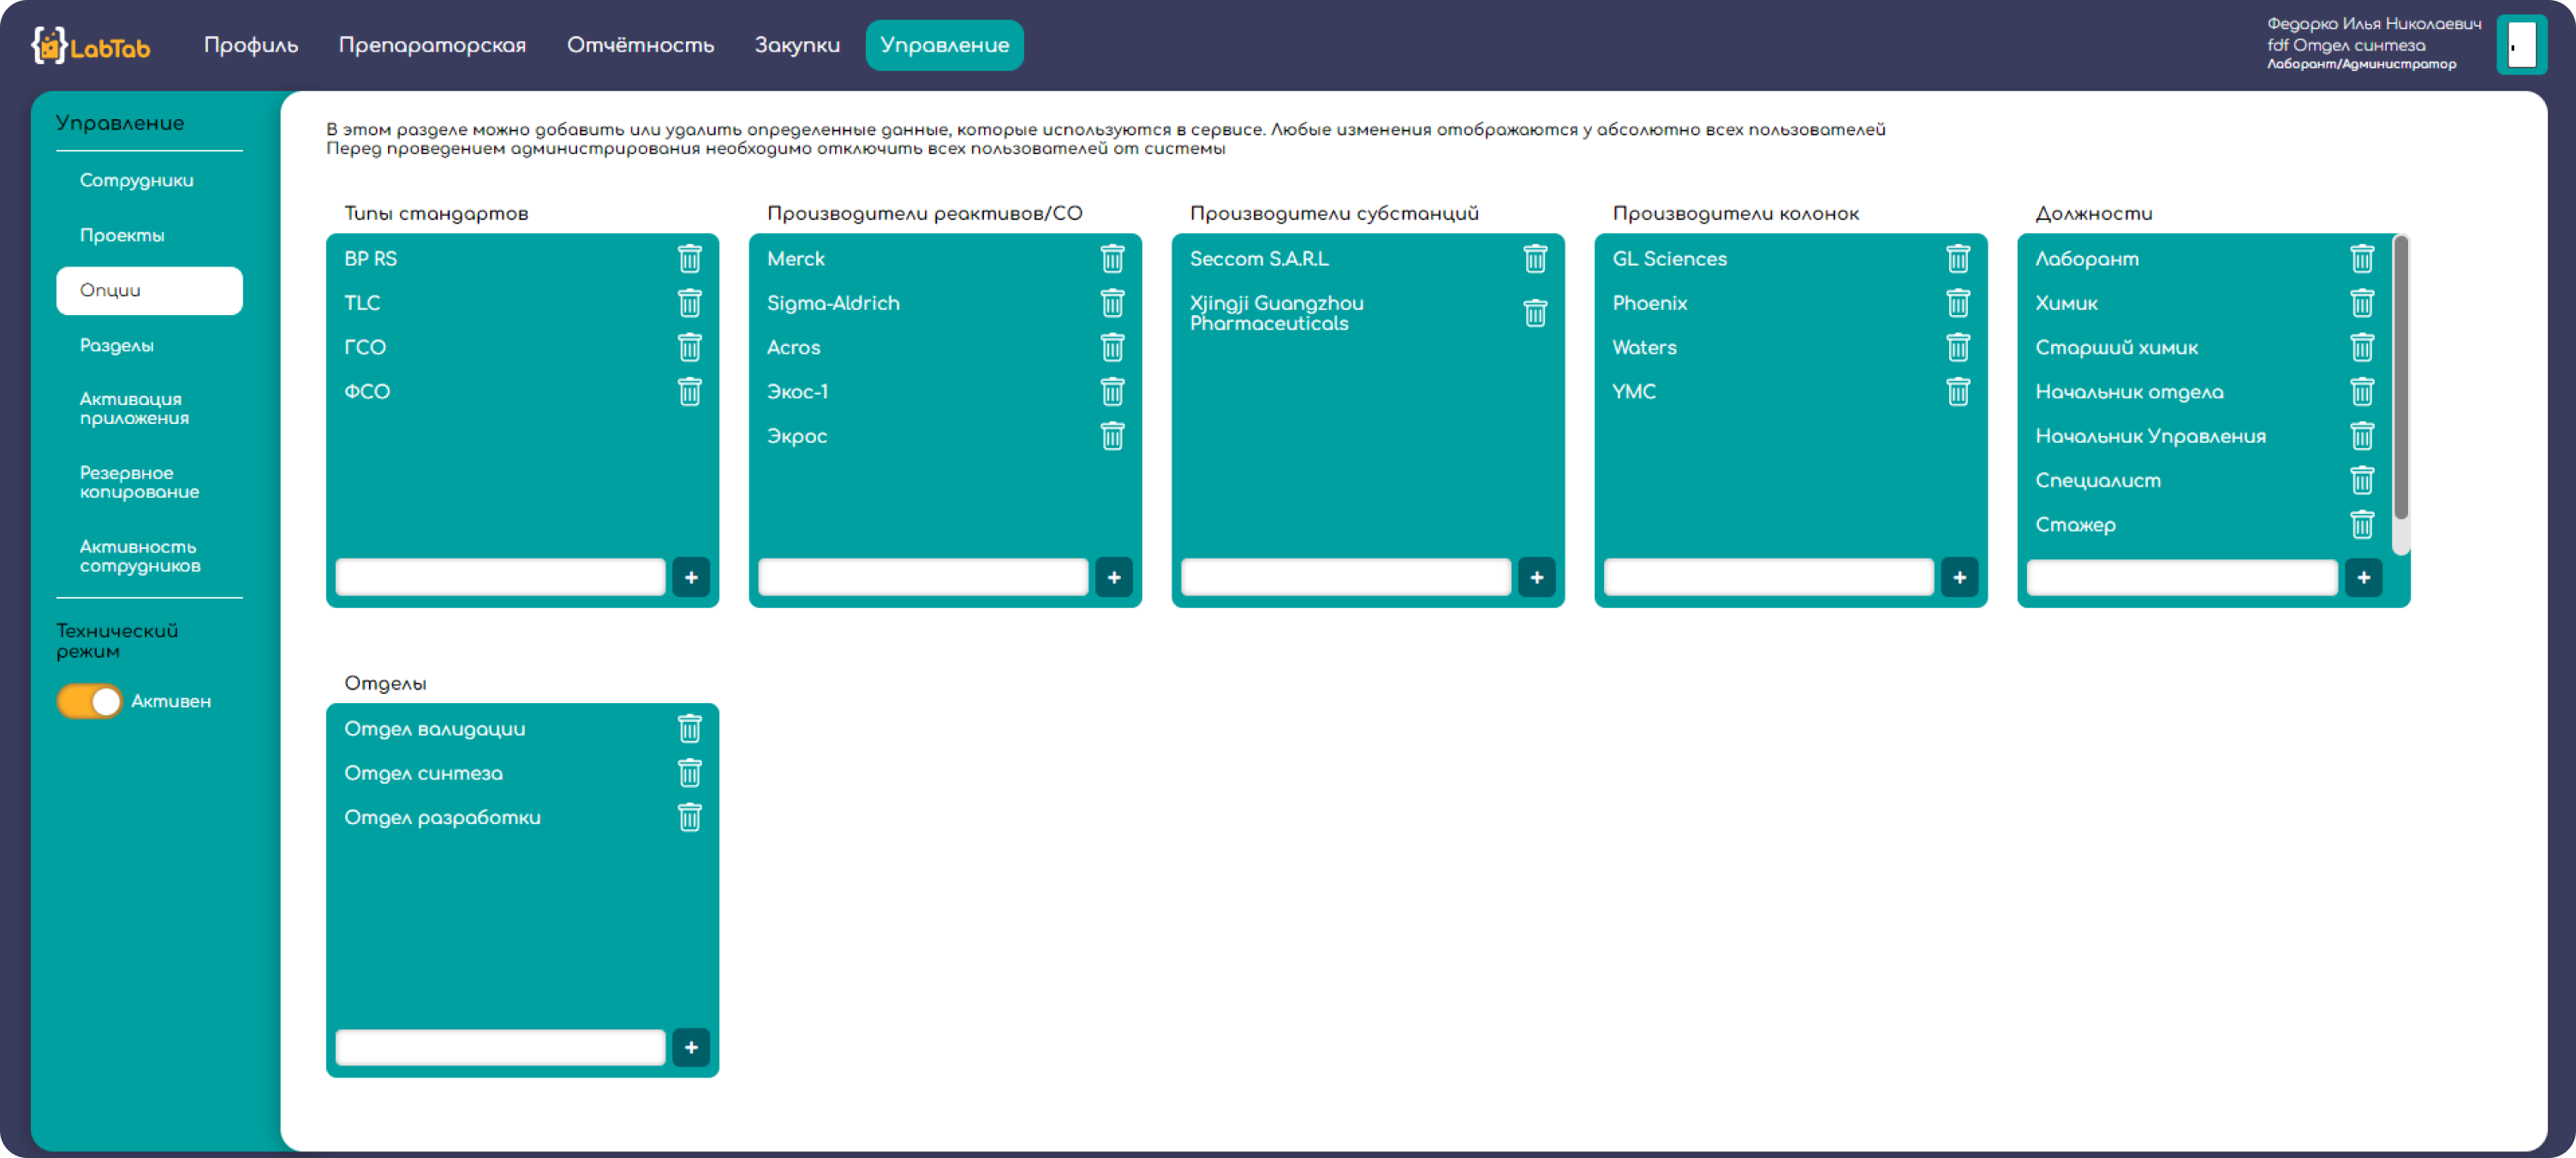 LabTab
Профиль
Препараторская
Отчётность
Закупки
Управление
Федорко Илья Николаевич
fdf Отдел синтеза
Лаборант/Администратор
Управление
Сотрудники
Проекты
Опции
Разделы
Активация
приложения
Резервное
копирование
Активность
сотрудников
Технический
режим
Активен
В этом разделе можно добавить или удалить определенные данные, которые используются в сервисе. Любые изменения отображаются у абсолютно всех пользователей
Перед проведением администрирования необходимо отключить всех пользователей от системы
Типы стандартов
BP RS
TLC
ГСО
ФСО
+
Производители реактивов/СО
Merck
Sigma-Aldrich
Acros
Экос-1
Экрос
+
Производители субстанций
Seccom S.A.R.L
Xjingji Guangzhou
Pharmaceuticals
+
Производители колонок
GL Sciences
Phoenix
Waters
YMC
+
Должности
Лаборант
Химик
Старший химик
Начальник отдела
Начальник Управления
Специалист
Стажер
+
Отделы
Отдел валидации
Отдел синтеза
Отдел разработки
+